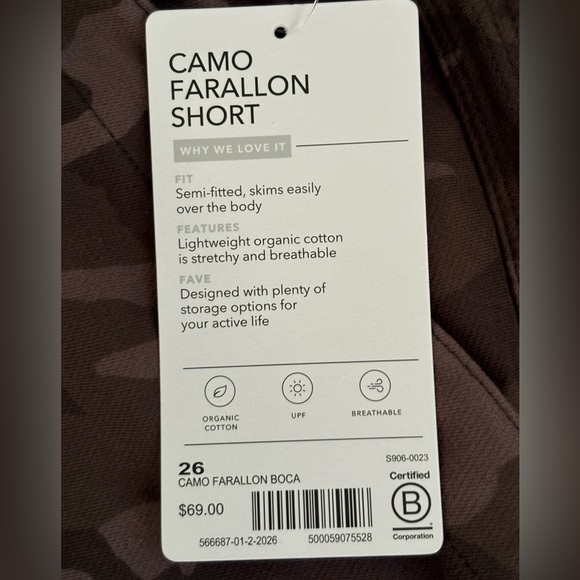 CAMO
FARALLON
SHORT
WHY WE LOVE IT
FIT
Semi-fitted, skims easily
over the body
FEATURES
Lightweight organic cotton
is stretchy and breathable
FAVE
Designed with plenty of
storage options for
your active life
ORGANIC
COTTON
UPF
BREATHABLE
26
CAMO FARALLON BOCA
$69.00
566687-01-2-2026
500059075528
S906-0023
Certified
B
Corporation